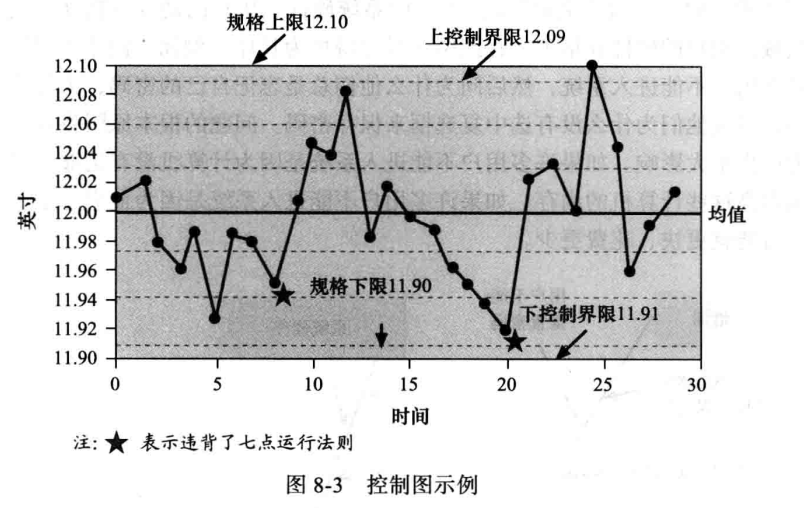 规格上限12.10
上控制界限12.09
12.10
12.08
12.06
12.04
12.02
12.00
11.98
11.96
11.94
11.92
11.90
英寸
均值
规格下限11.90
下控制界限11.91
0
5
10
15
20
25
30
时间
注:★ 表示违背了七点运行法则
图 8-3 控制图示例